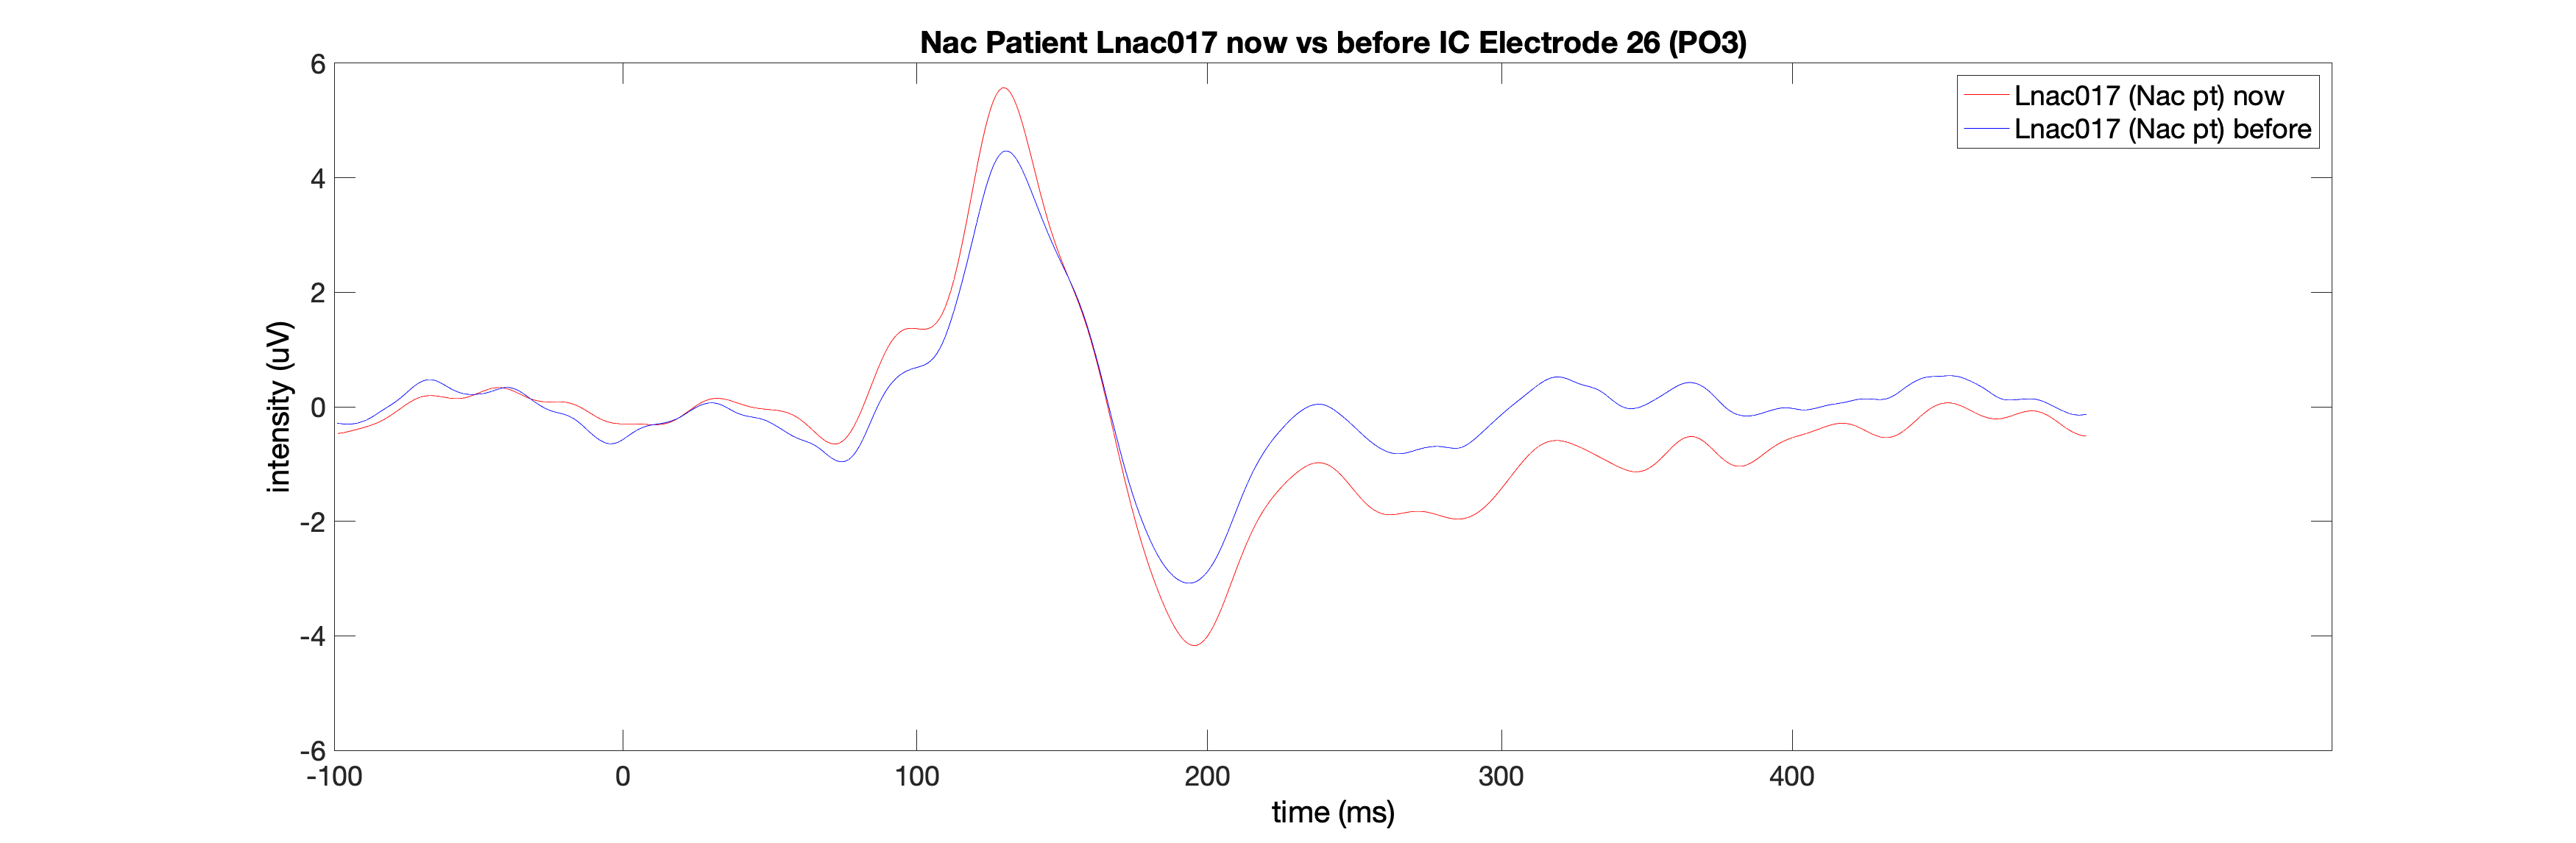 Nac Patient Lnac017 now vs before IC Electrode 26 (PO3)
Lnac017 (Nac pt) now
Lnac017 (Nac pt) before
intensity (uV)
6
4
2
0
-2
-4
-6
-100 0 100 200 300 400
time (ms)